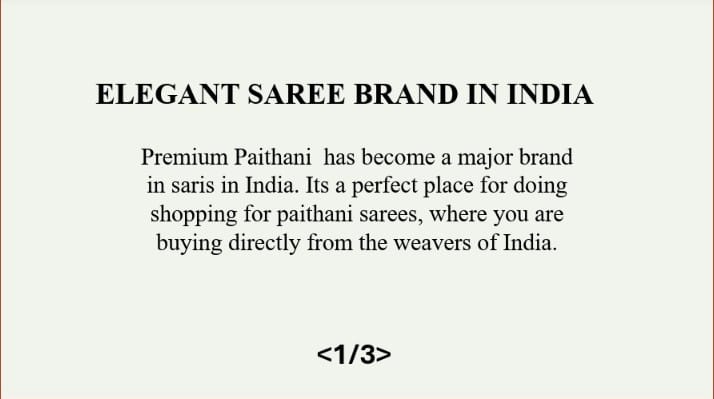 ELEGANT SAREE BRAND IN INDIA
Premium Paithani  has become a major brand
in saris in India. Its a perfect place for doing
shopping for paithani sarees, where you are
buying directly from the weavers of India.
<1/3>